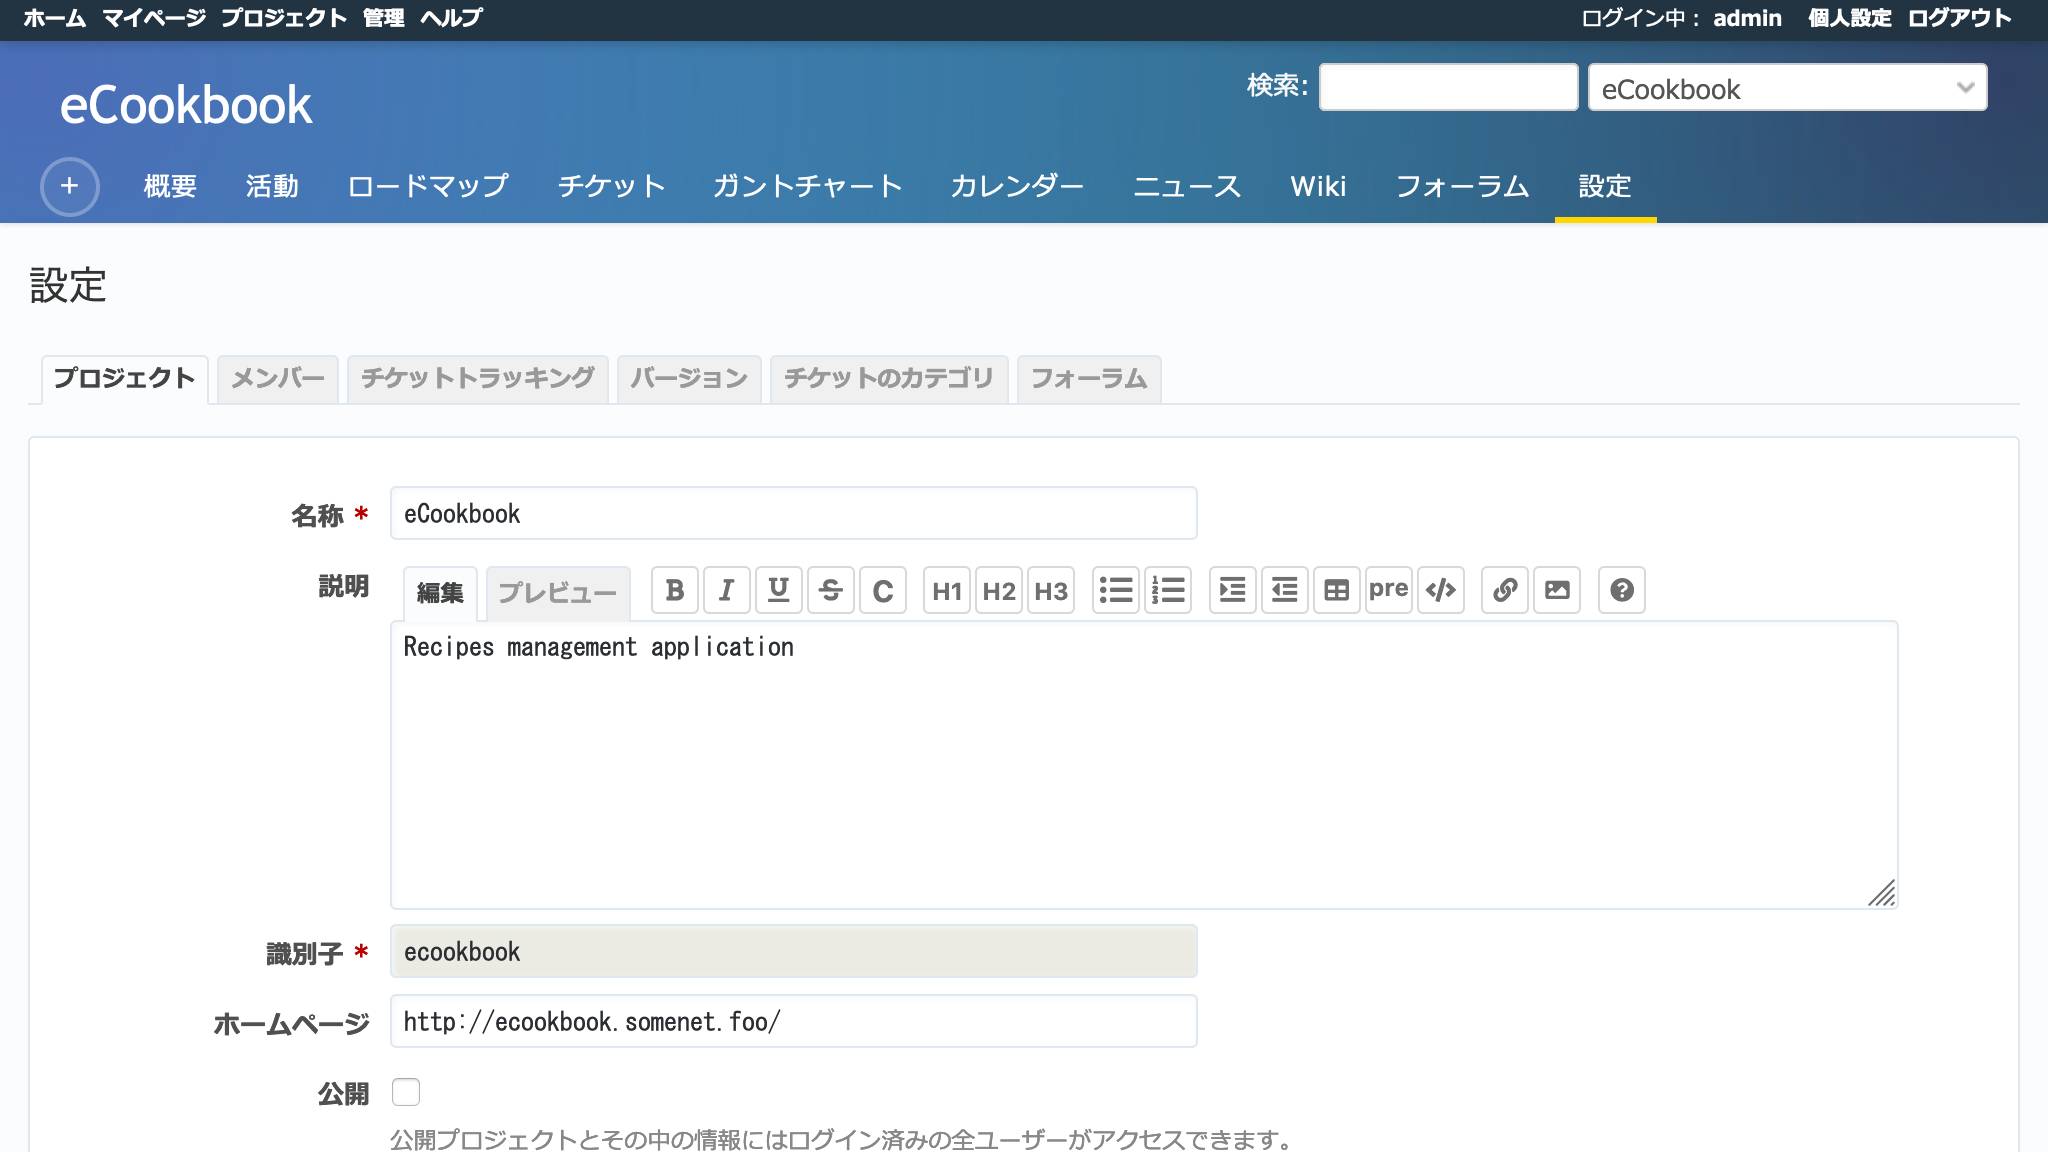 ホーム マイページ プロジェクト 管理 ヘルプ ログイン中： admin 個人設定 ログアウト
検索: eCookbook
eCookbook
+ 概要 活動 ロードマップ チケット ガントチャート カレンダー ニュース Wiki フォーラム 設定
設定
プロジェクト メンバー チケットトラッキング バージョン チケットのカテゴリ フォーラム
名称 * eCookbook
説明 編集 プレビュー B I U S C H1 H2 H3 pre </> ?
Recipes management application
識別子 * ecookbook
ホームページ http://ecookbook.somenet.foo/
公開
公開プロジェクトとその中の情報にはログイン済みの全ユーザーがアクセスできます。